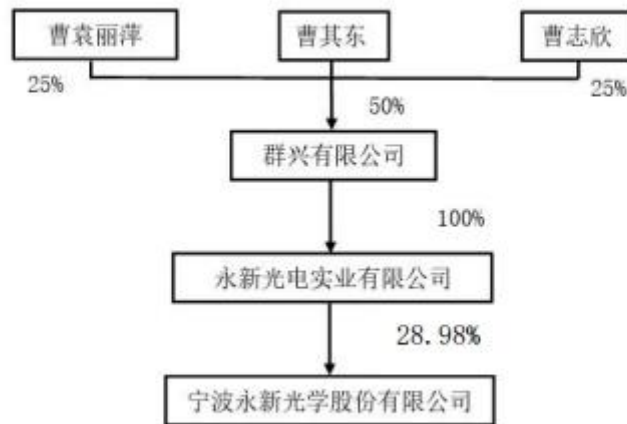 曹袁丽萍
曹其东
曹志欣
25%
50%
25%
群兴有限公司
100%
永新光电实业有限公司
28.98%
宁波永新光学股份有限公司